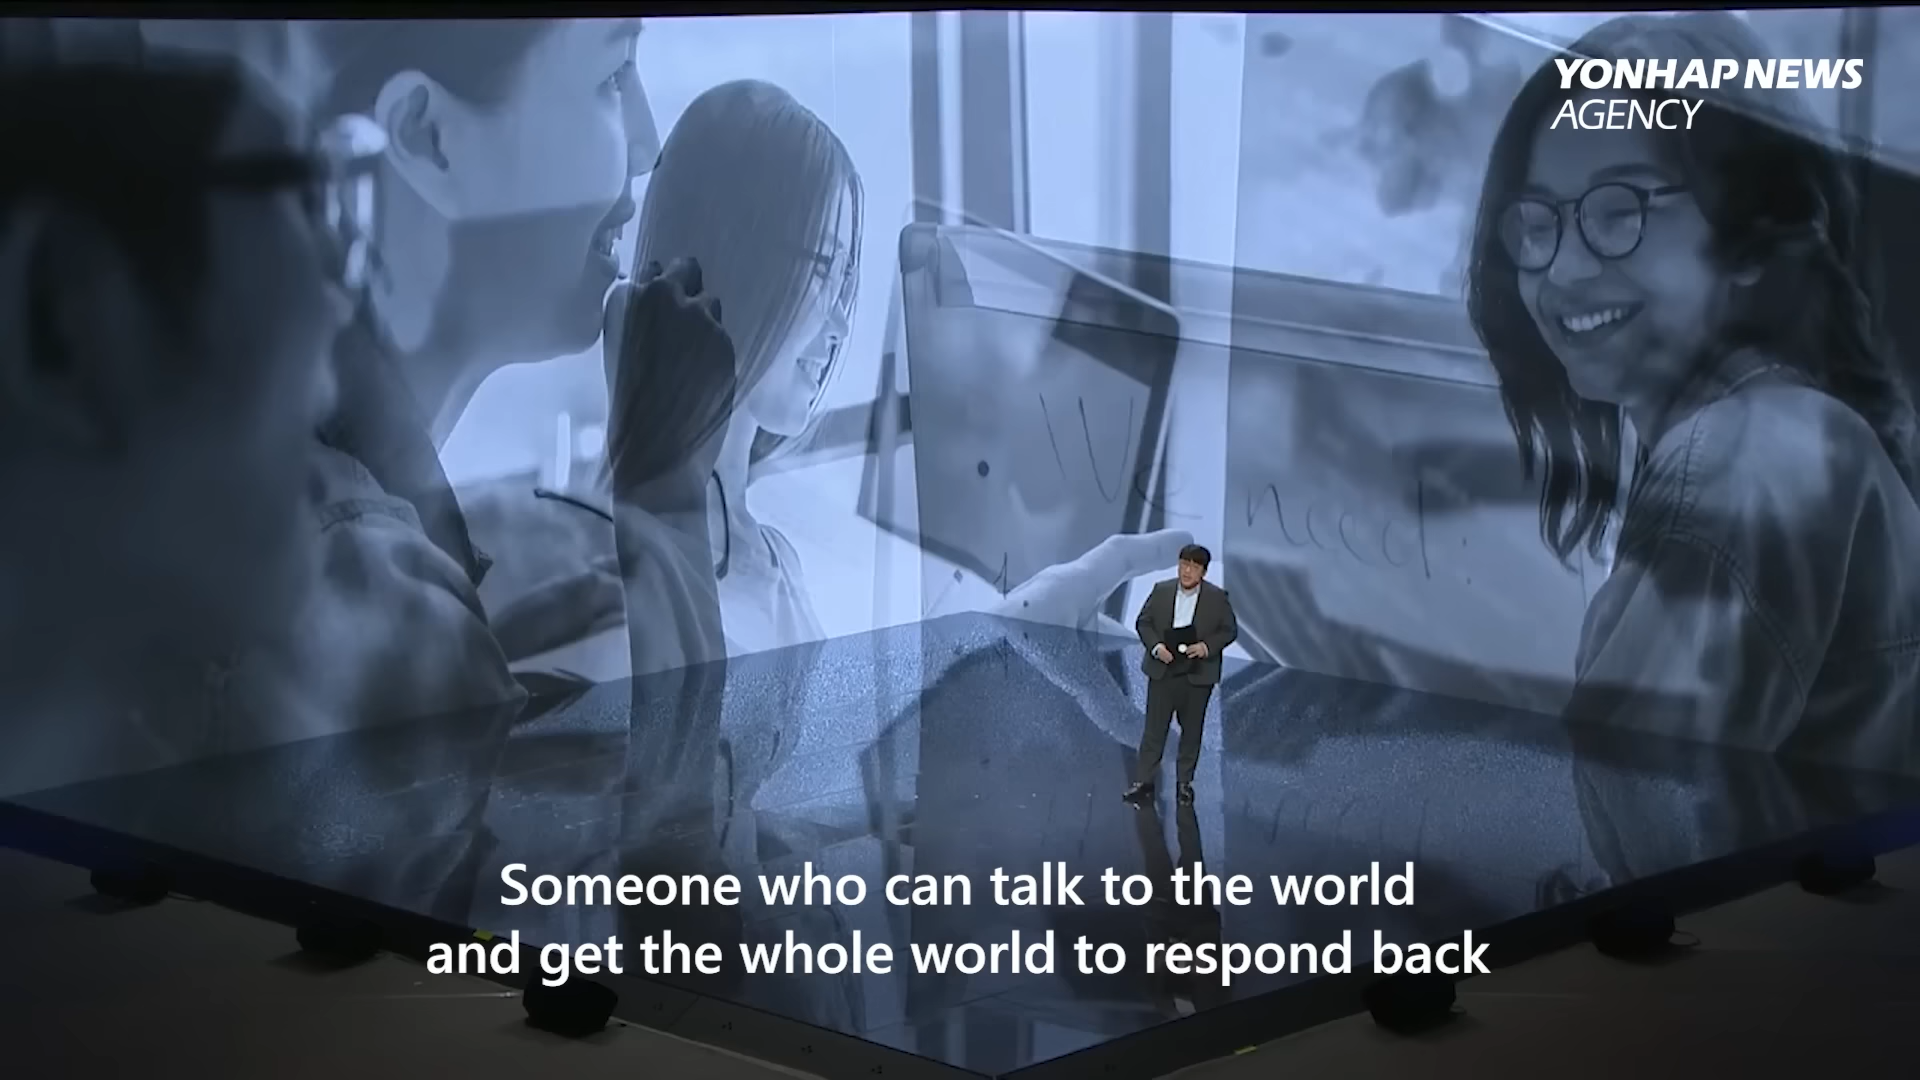 YONHAP NEWS
AGENCY
We need.
Someone who can talk to the world
and get the whole world to respond back